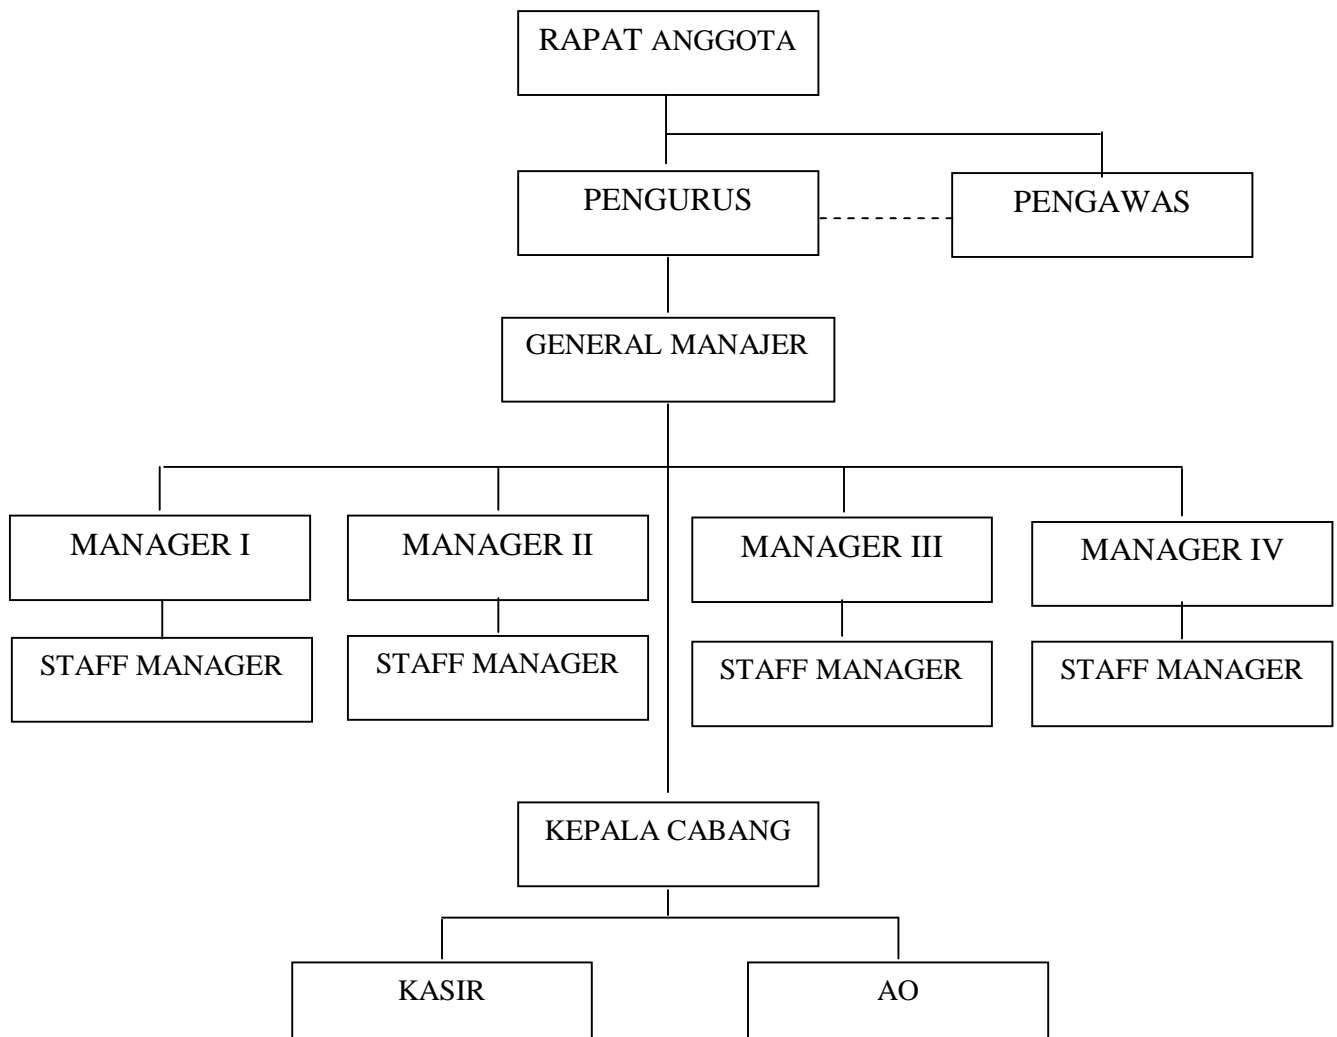 RAPAT ANGGOTA
PENGURUS
PENGAWAS
GENERAL MANAJER
MANAGER I
MANAGER II
MANAGER III
MANAGER IV
STAFF MANAGER
STAFF MANAGER
STAFF MANAGER
STAFF MANAGER
KEPALA CABANG
KASIR
AO